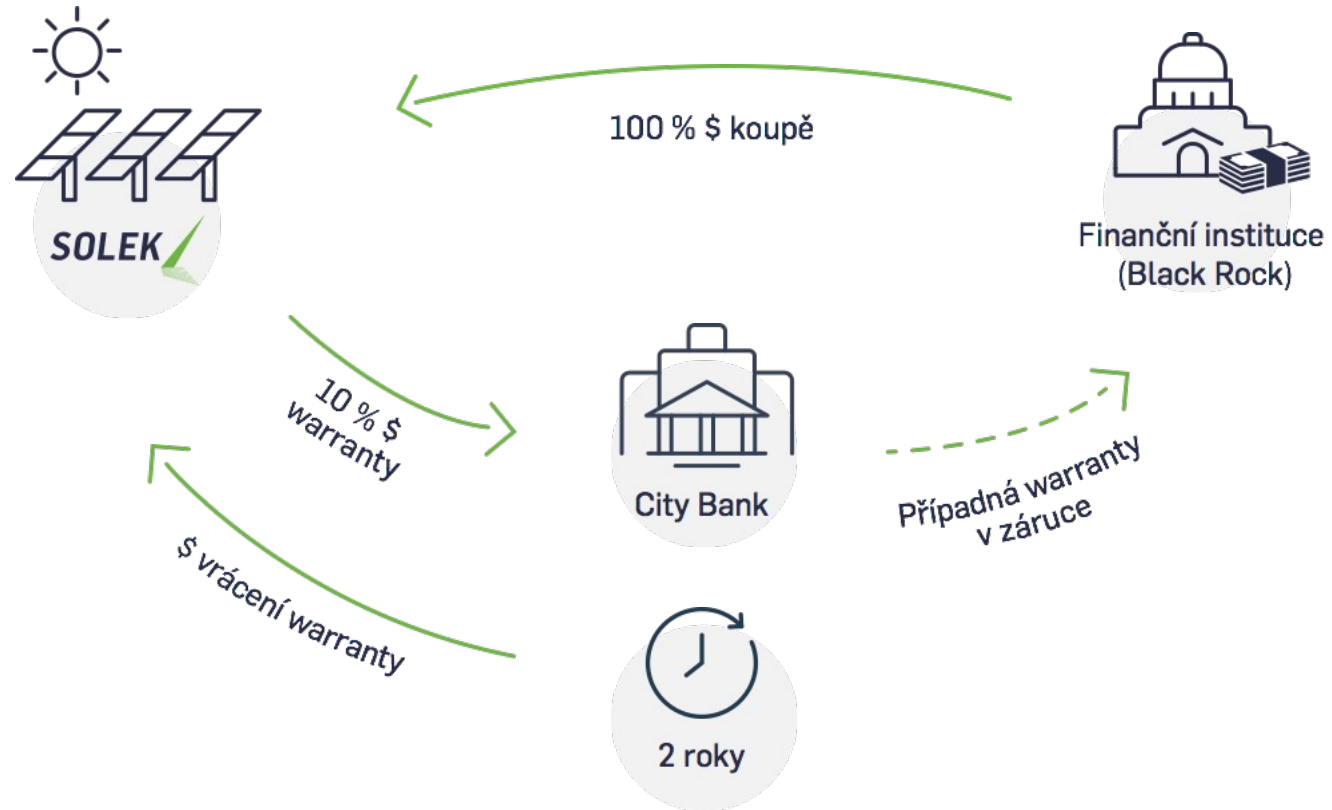 100 % $ koupě
SOLEK
Finanční instituce
(Black Rock)
10 % $
warranty
City Bank
Případná warranty
v záruce
$ vrácení warranty
2 roky